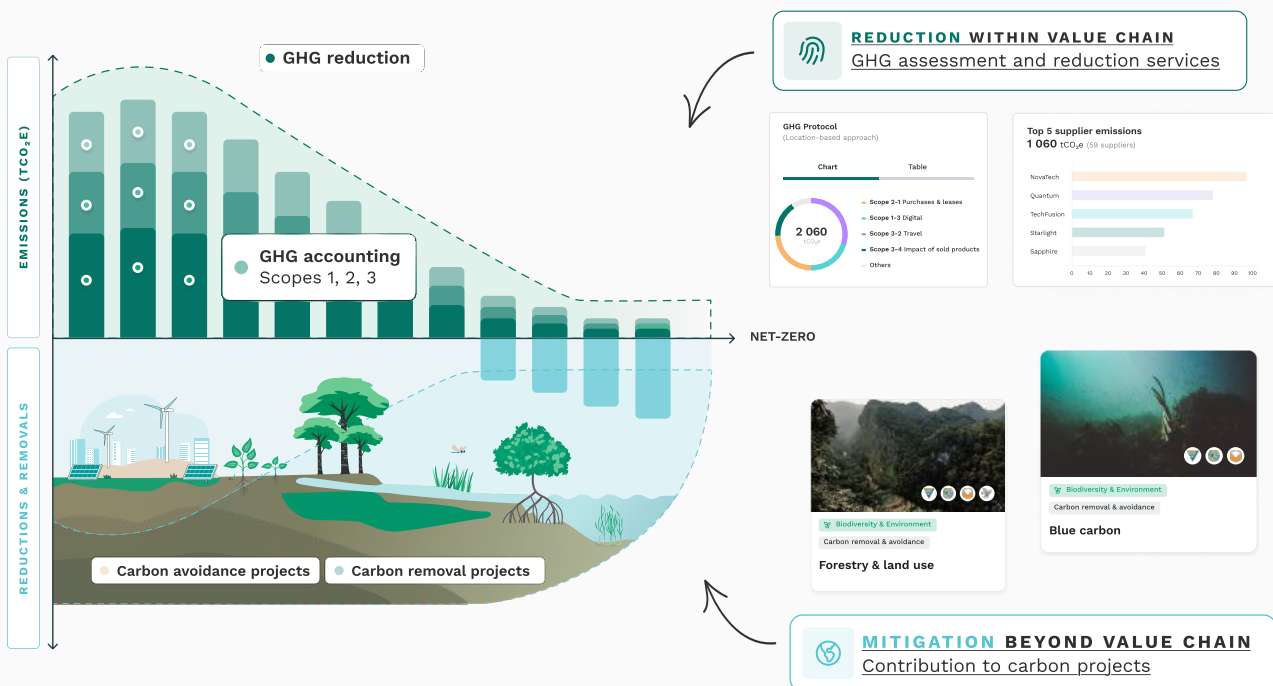 GHG reduction
EMISSIONS (TCO₂E)
GHG accounting
Scopes 1, 2, 3
NET-ZERO
REDUCTIONS & REMOVALS
Carbon avoidance projects
Carbon removal projects
REDUCTION WITHIN VALUE CHAIN
GHG assessment and reduction services
GHG Protocol
(Location-based approach)
Chart
Table
2 060
tCO₂e
Scope 2-1 Purchases & leases
Scope 1-3 Digital
Scope 3-2 Travel
Scope 3-4 Impact of sold products
Others
Top 5 supplier emissions
1 060 tCO₂e (59 suppliers)
NovaTech
Quantum
TechFusion
Starlight
Sapphire
0 10 20 30 40 50 60 70 80 90 100
Biodiversity & Environment
Carbon removal & avoidance
Forestry & land use
Biodiversity & Environment
Carbon removal & avoidance
Blue carbon
MITIGATION BEYOND VALUE CHAIN
Contribution to carbon projects